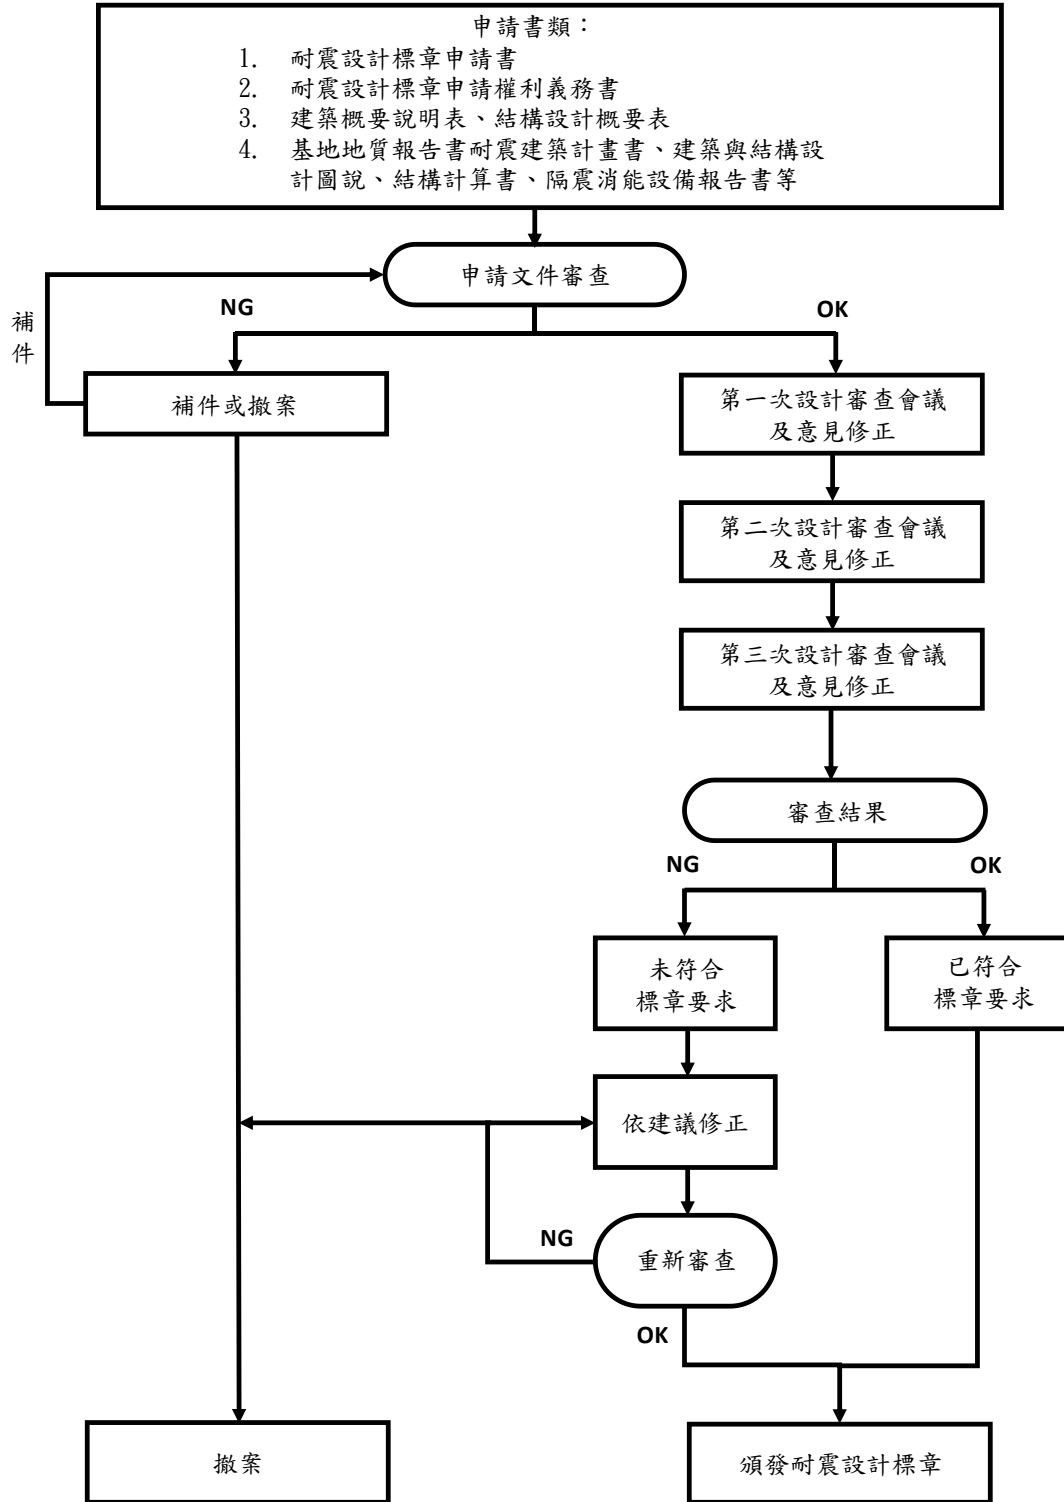 申請書類：
1. 耐震設計標章申請書
2. 耐震設計標章申請權利義務書
3. 建築概要說明表、結構設計概要表
4. 基地地質報告書耐震建築計畫書、建築與結構設
計圖說、結構計算書、隔震消能設備報告書等
申請文件審查
NG
OK
補
件
補件或撤案
第一次設計審查會議
及意見修正
第二次設計審查會議
及意見修正
第三次設計審查會議
及意見修正
審查結果
NG
OK
未符合
標章要求
已符合
標章要求
依建議修正
NG
重新審查
OK
撤案
頒發耐震設計標章